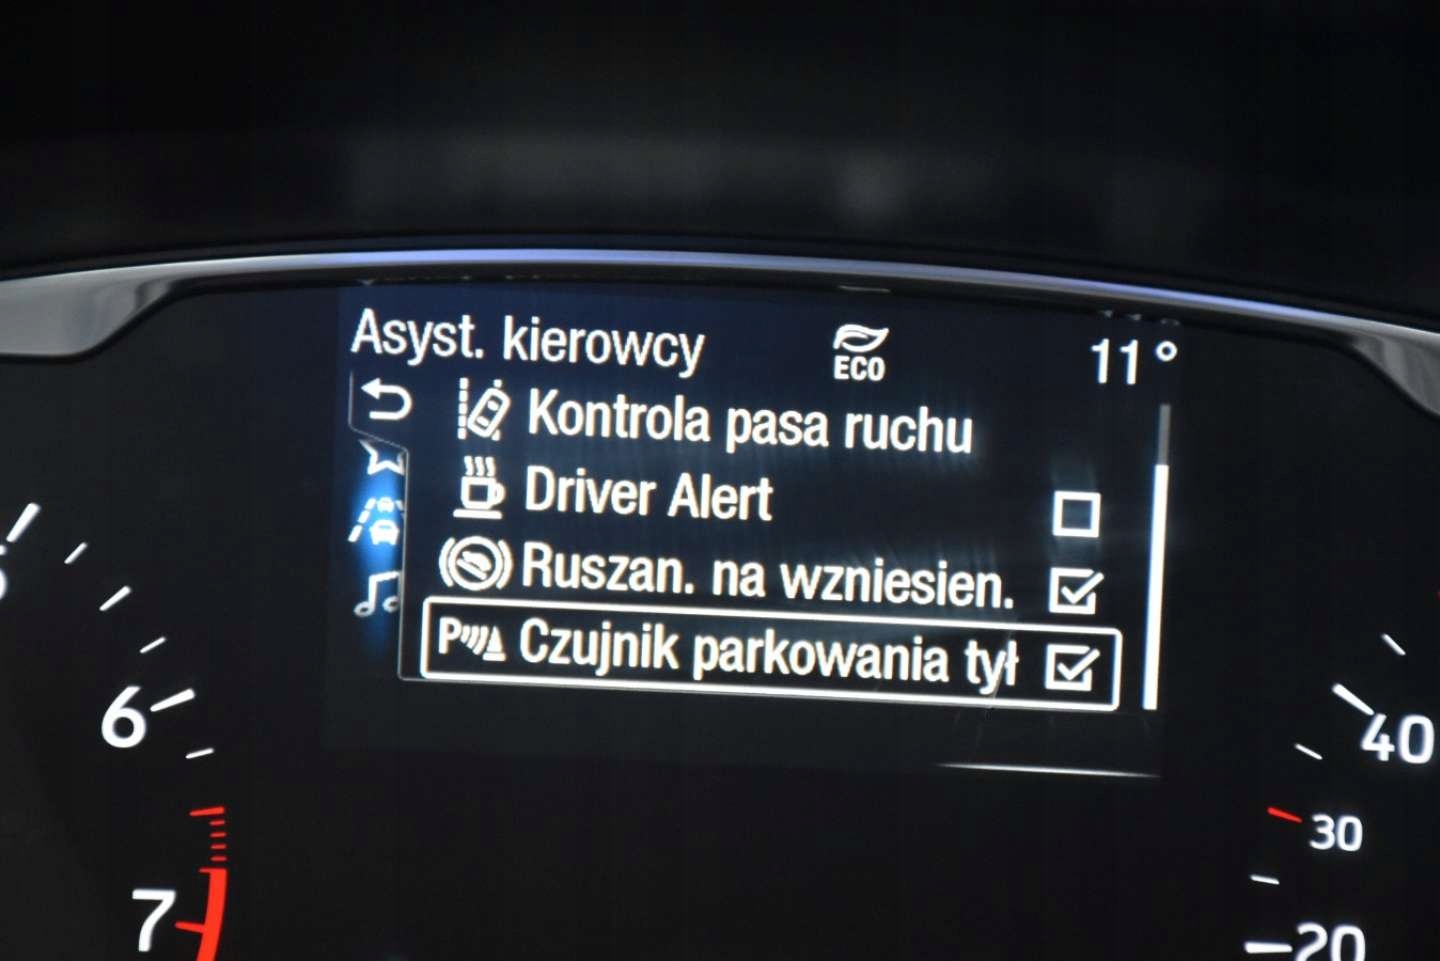 Asyst. kierowcy
ECO
11°
Kontrola pasa ruchu
Driver Alert
Ruszan. na wzniesien.
P Czujnik parkowania tył
6
7
40
30
20